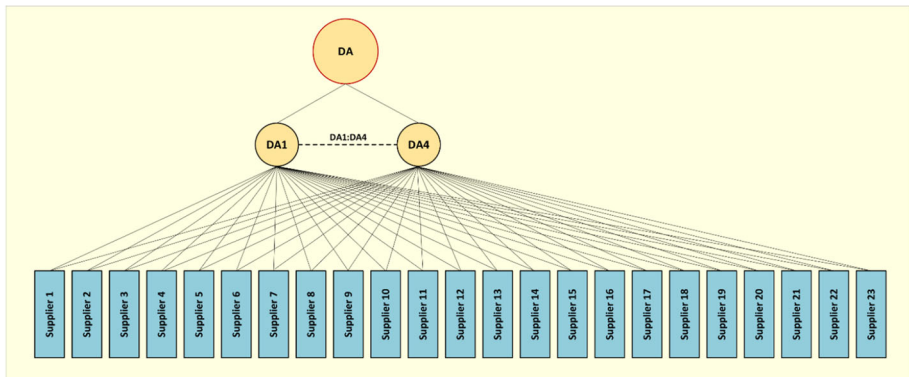 DA
DA1
DA1:DA4
DA4
Supplier 1
Supplier 2
Supplier 3
Supplier 4
Supplier 5
Supplier 6
Supplier 7
Supplier 8
Supplier 9
Supplier 10
Supplier 11
Supplier 12
Supplier 13
Supplier 14
Supplier 15
Supplier 16
Supplier 17
Supplier 18
Supplier 19
Supplier 20
Supplier 21
Supplier 22
Supplier 23